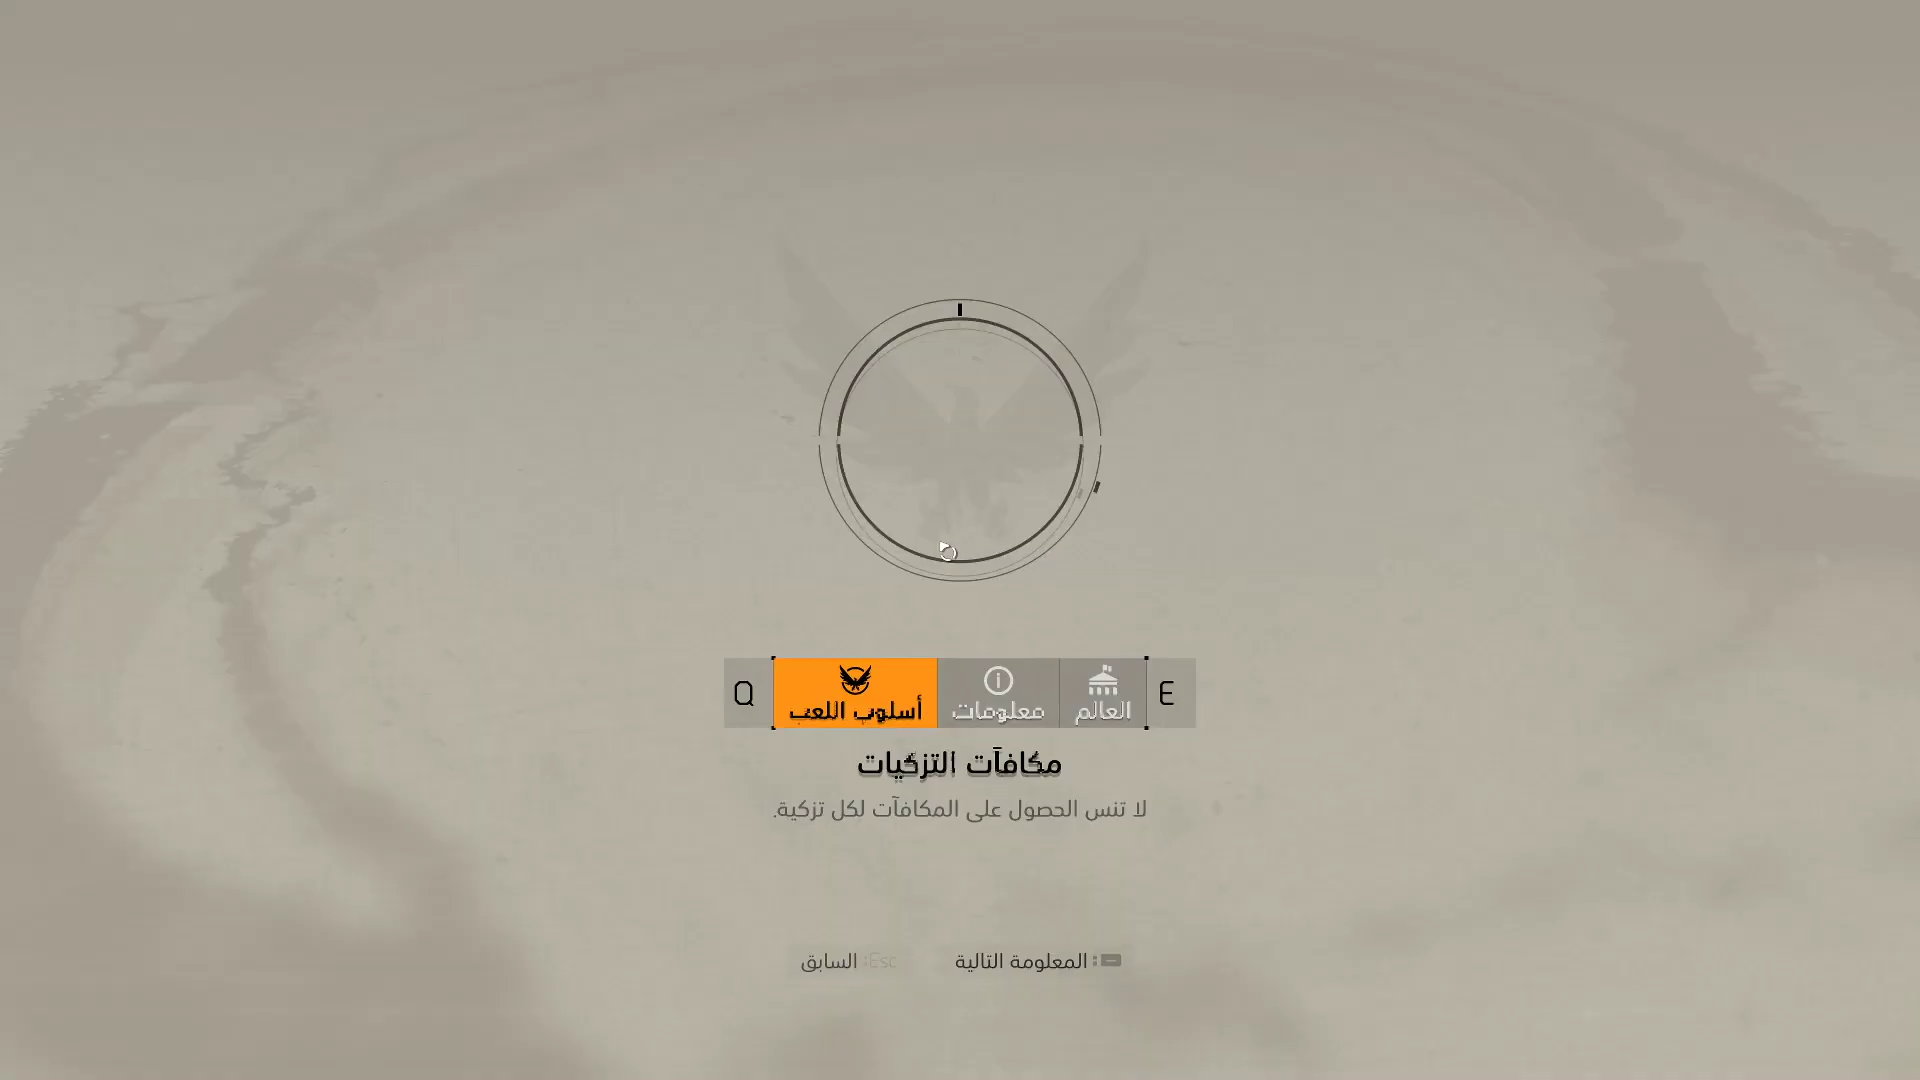 Q أسلوب اللعب معلومات العالم E
مكافآت التزكيات
لا تنس الحصول على المكافآت لكل تزكية.
المعلومة التالية
Esc: السابق